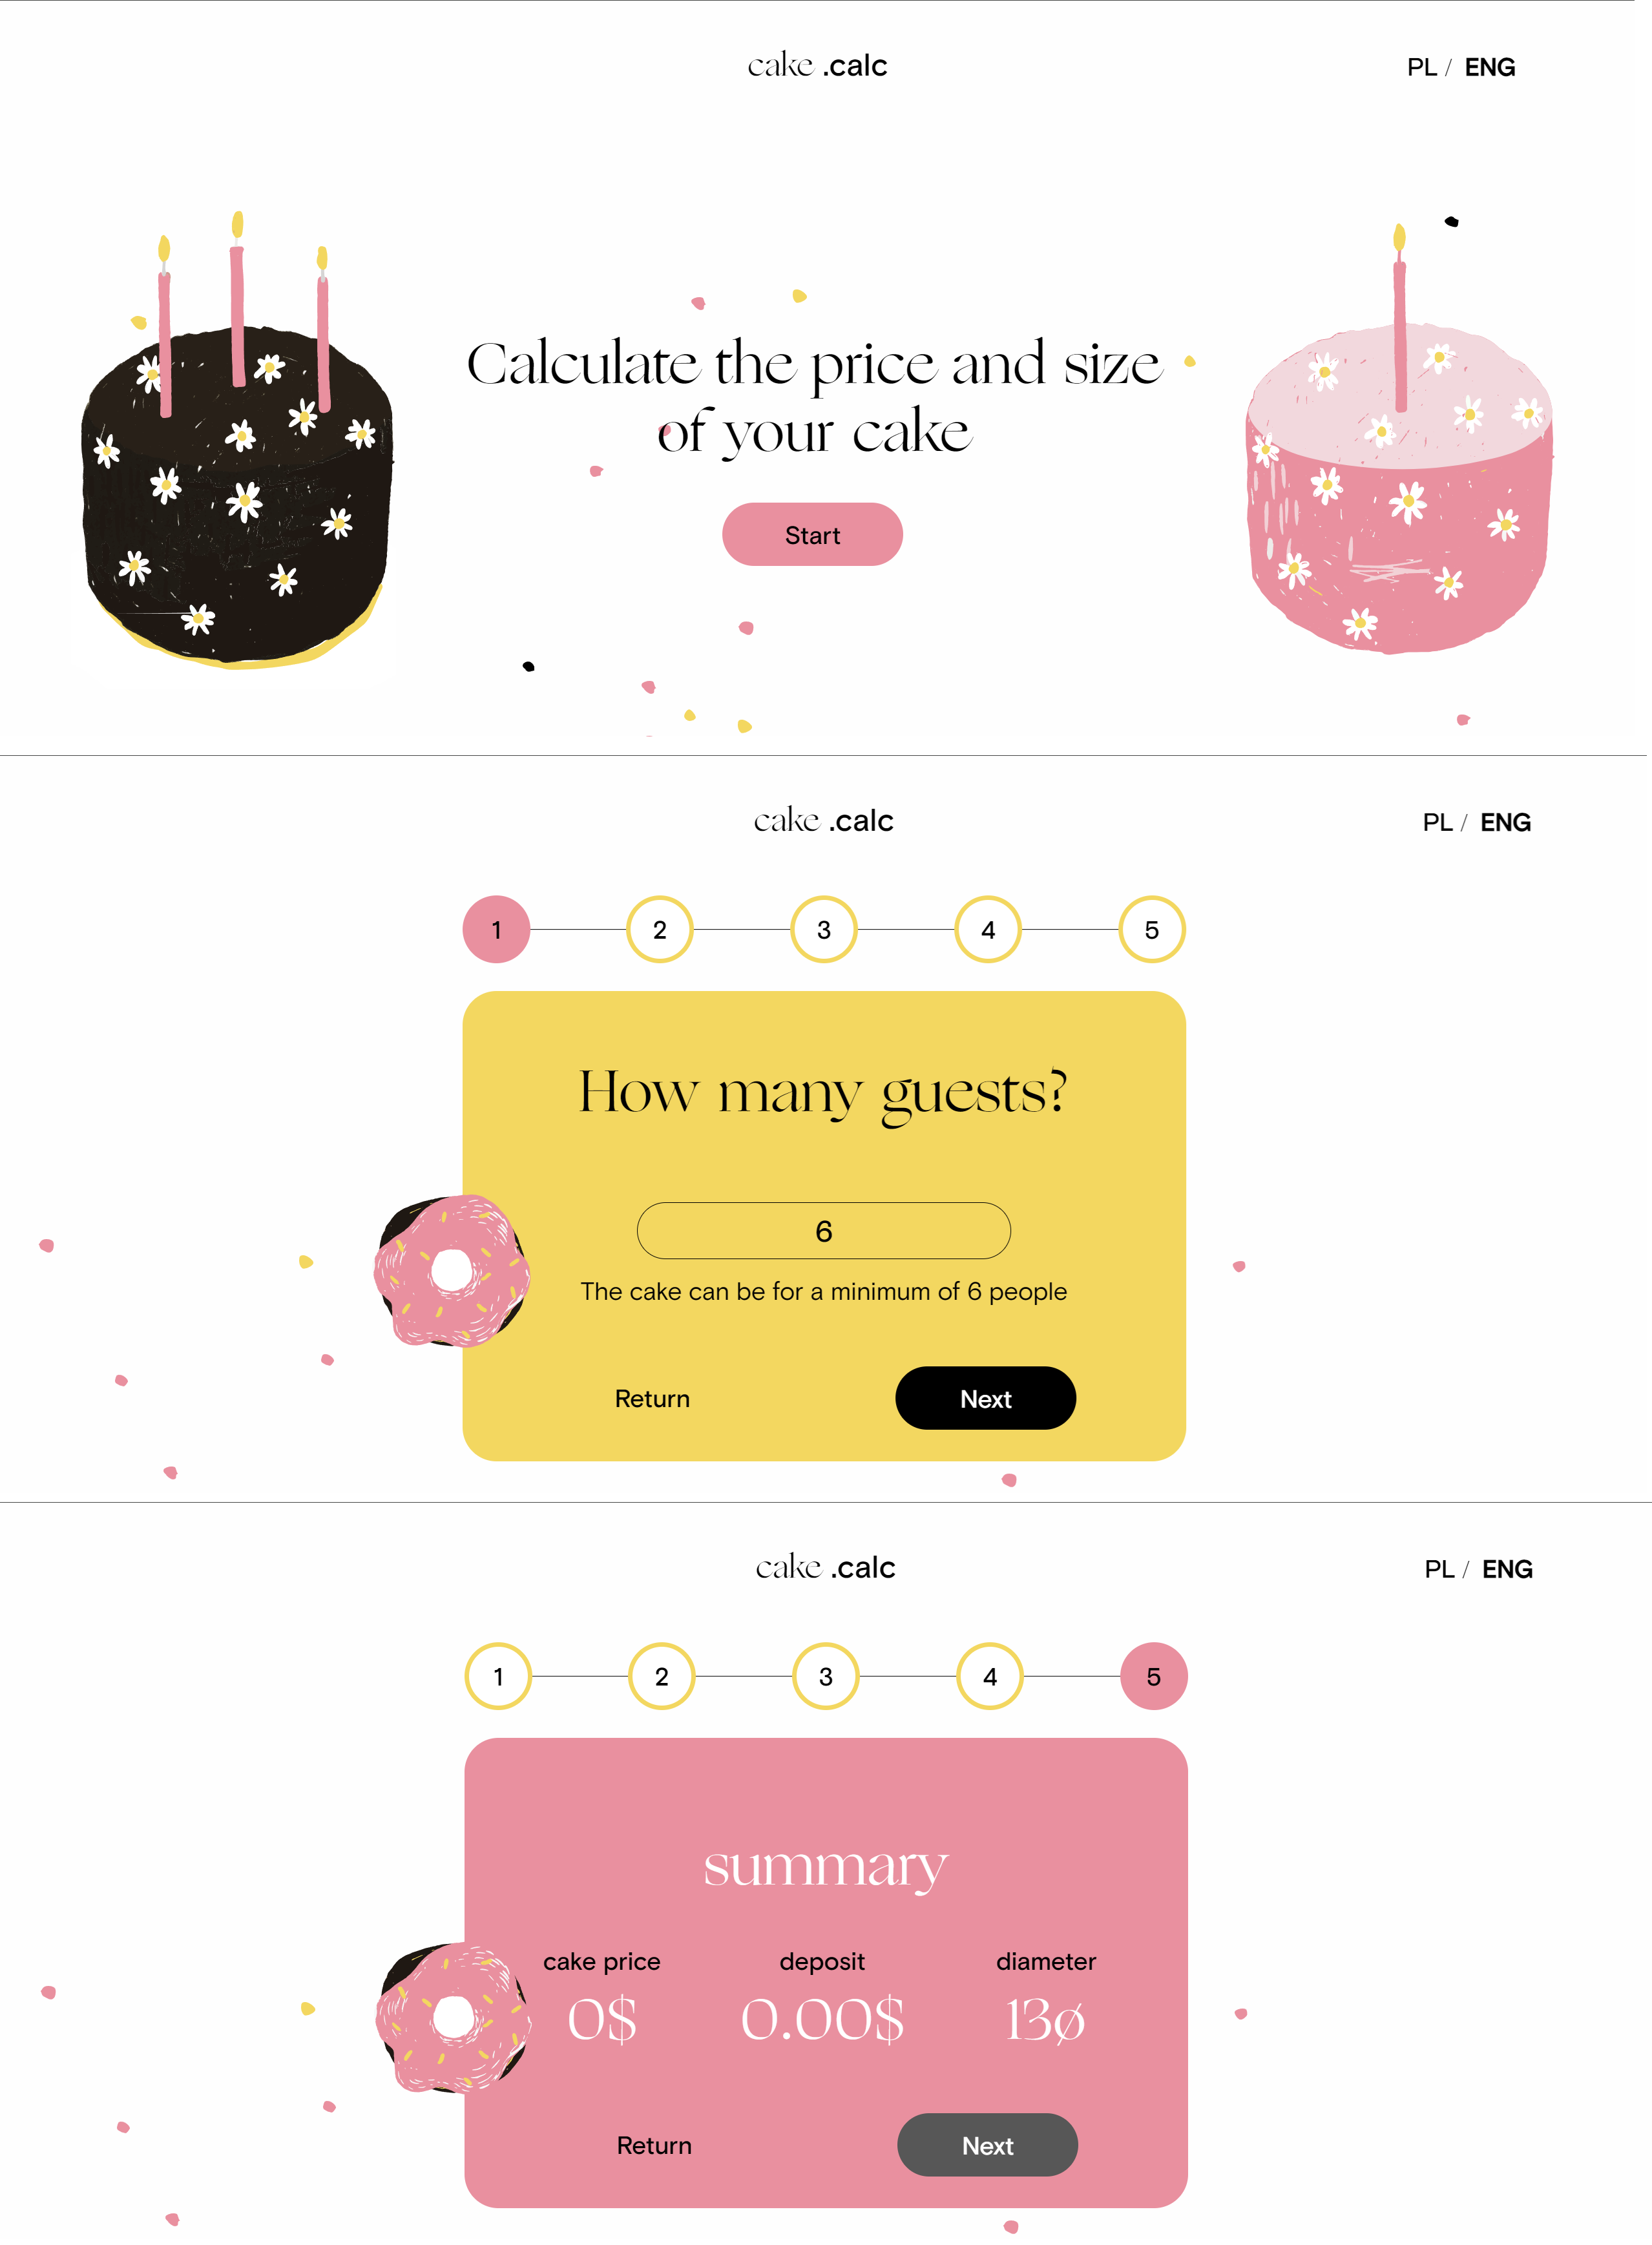 cake .calc
PL / ENG
Calculate the price and size
of your cake
Start
cake .calc
PL / ENG
1 2 3 4 5
How many guests?
6
The cake can be for a minimum of 6 people
Return Next
cake .calc
PL / ENG
1 2 3 4 5
summary
cake price deposit diameter
0$ 0.00$ 13ø
Return Next